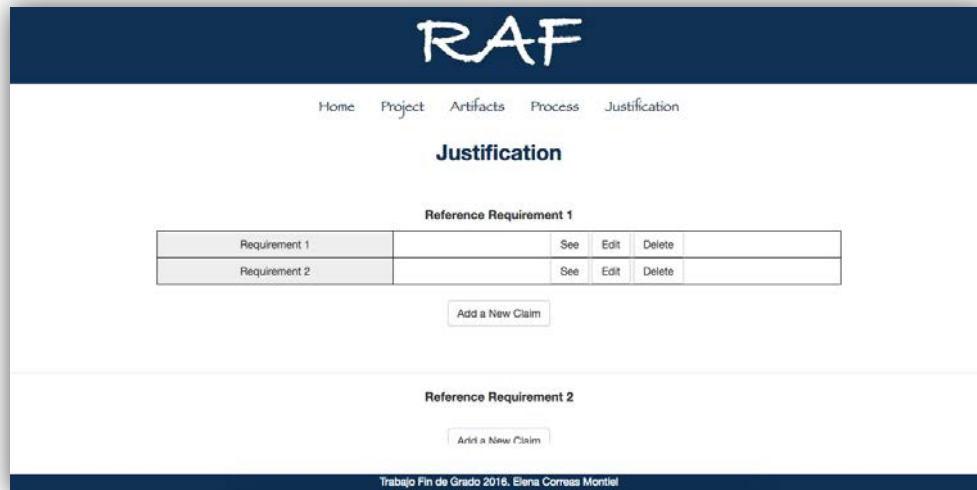 RAF
Home Project Artifacts Process Justification
Justification
Reference Requirement 1
Requirement 1 See Edit Delete
Requirement 2 See Edit Delete
Add a New Claim
Reference Requirement 2
Add a New Claim
Trabajo Fin de Grado 2016. Elena Correas Montiel